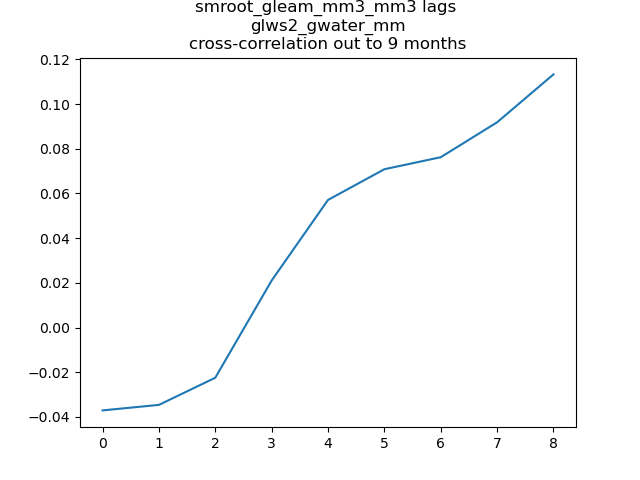 smroot_gleam_mm3_mm3 lags
glws2_gwater_mm
cross-correlation out to 9 months
0.12
0.10
0.08
0.06
0.04
0.02
0.00
−0.02
−0.04
0 1 2 3 4 5 6 7 8